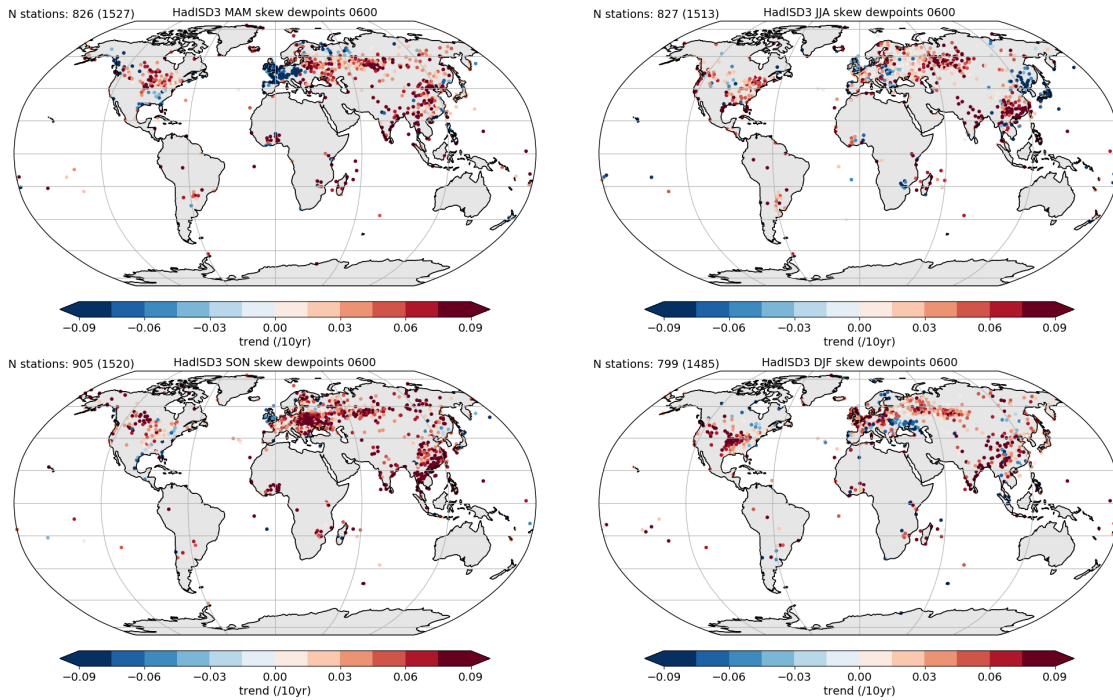 N stations: 826 (1527)
HadISD3 MAM skew dewpoints 0600
−0.09 −0.06 −0.03 0.00 0.03 0.06 0.09
trend (/10yr)
N stations: 827 (1513)
HadISD3 JJA skew dewpoints 0600
−0.09 −0.06 −0.03 0.00 0.03 0.06 0.09
trend (/10yr)
N stations: 905 (1520)
HadISD3 SON skew dewpoints 0600
−0.09 −0.06 −0.03 0.00 0.03 0.06 0.09
trend (/10yr)
N stations: 799 (1485)
HadISD3 DJF skew dewpoints 0600
−0.09 −0.06 −0.03 0.00 0.03 0.06 0.09
trend (/10yr)